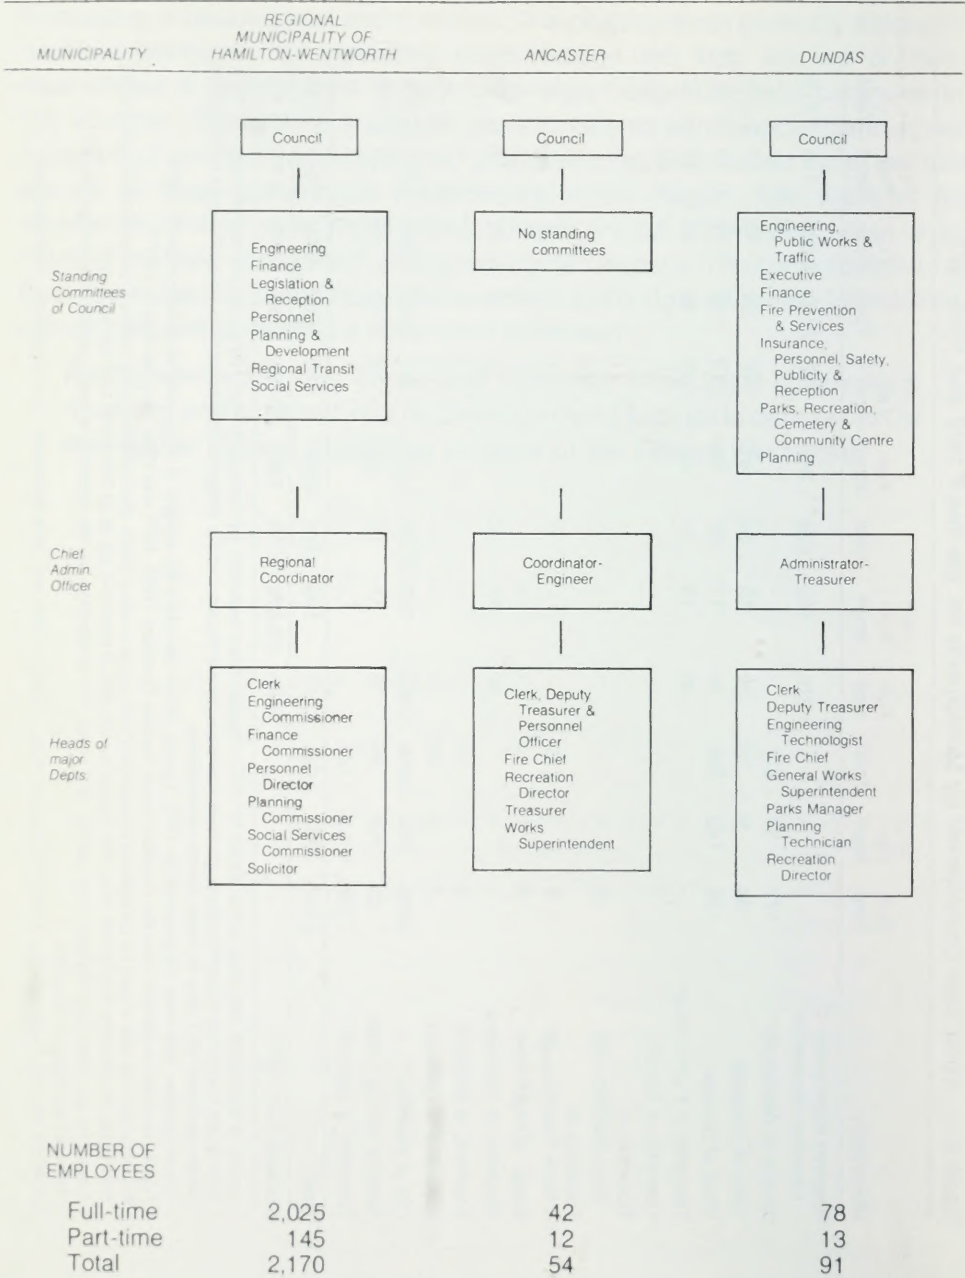 MUNICIPALITY
REGIONAL
MUNICIPALITY OF
HAMILTON-WENTWORTH
ANCASTER
DUNDAS
Council
Council
Council
Standing
Committees
of Council
Engineering
Finance
Legislation &
Reception
Personnel
Planning &
Development
Regional Transit
Social Services
No standing
committees
Engineering,
Public Works &
Traffic
Executive
Finance
Fire Prevention
& Services
Insurance,
Personnel, Safety,
Publicity &
Reception
Parks, Recreation,
Cemetery &
Community Centre
Planning
Chief
Admin.
Officer
Regional
Coordinator
Coordinator-
Engineer
Administrator-
Treasurer
Heads of
major
Depts.
Clerk
Engineering
Commissioner
Finance
Commissioner
Personnel
Director
Planning
Commissioner
Social Services
Commissioner
Solicitor
Clerk, Deputy
Treasurer &
Personnel
Officer
Fire Chief
Recreation
Director
Treasurer
Works
Superintendent
Clerk
Deputy Treasurer
Engineering
Technologist
Fire Chief
General Works
Superintendent
Parks Manager
Planning
Technician
Recreation
Director
NUMBER OF
EMPLOYEES
Full-time 2,025 42 78
Part-time 145 12 13
Total 2,170 54 91